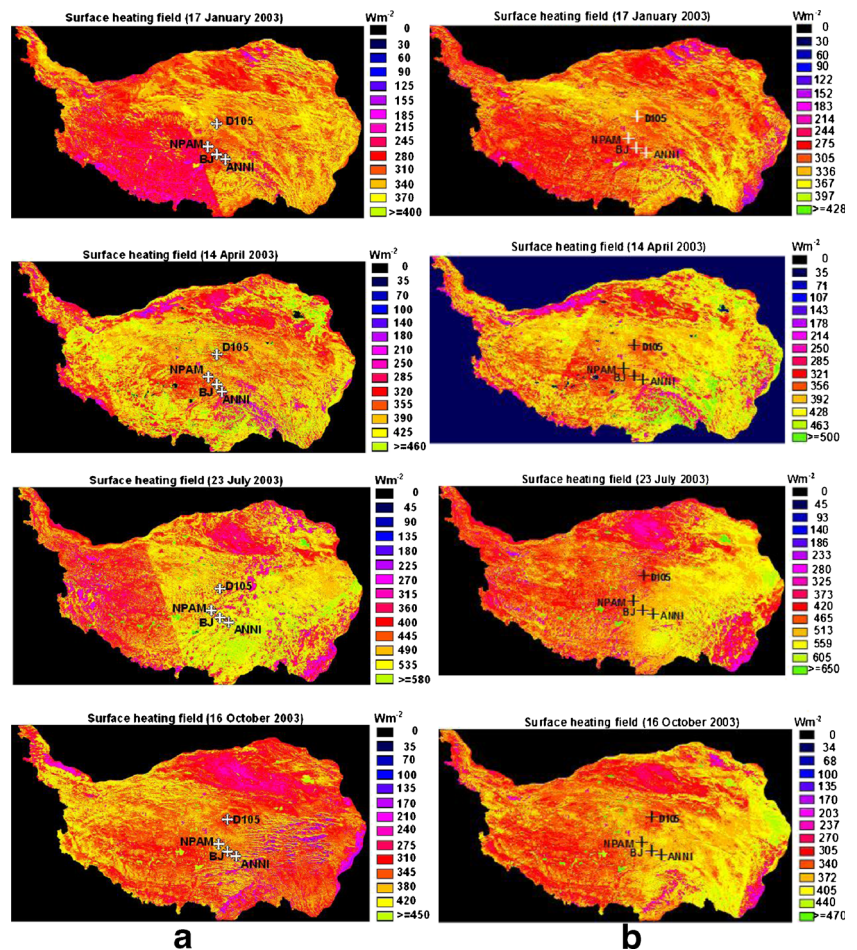 Surface heating field (17 January 2003)
Wm-2
0
30
60
90
125
155
185
215
245
280
310
340
370
>=400
D105
NPAM
BJ
ANNI
Surface heating field (17 January 2003)
Wm-2
0
30
60
90
122
152
183
214
244
275
305
336
367
397
>=428
D105
NPAM
BJ
ANNI
Surface heating field (14 April 2003)
Wm-2
0
35
70
100
140
180
210
250
285
320
355
390
425
>=460
D105
NPAM
BJ
ANNI
Surface heating field (14 April 2003)
Wm-2
0
35
71
107
143
178
214
250
285
321
356
392
428
463
>=500
D105
NPAM
BJ
ANNI
Surface heating field (23 July 2003)
Wm-2
0
45
90
135
180
225
270
315
360
400
445
490
535
>=580
D105
NPAM
BJ
ANNI
Surface heating field (23 July 2003)
Wm-2
0
45
93
140
186
233
280
325
373
420
465
513
559
605
>=650
D105
NPAM
BJ
ANNI
Surface heating field (16 October 2003)
Wm-2
0
35
70
100
135
170
210
240
275
310
345
380
420
>=450
D105
NPAM
BJ
ANNI
Surface heating field (16 October 2003)
Wm-2
0
34
68
100
135
170
203
237
270
305
340
372
405
440
>=470
D105
NPAM
BJ
ANNI
a
b